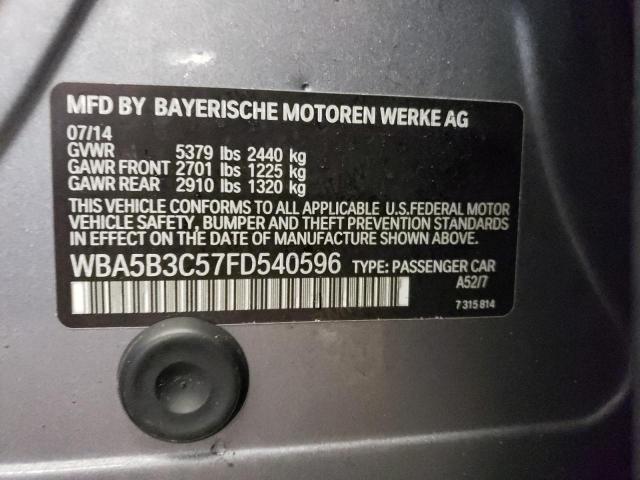 MFD BY BAYERISCHE MOTOREN WERKE AG
07/14
GVWR 5379 lbs 2440 kg
GAWR FRONT 2701 lbs 1225 kg
GAWR REAR 2910 lbs 1320 kg
THIS VEHICLE CONFORMS TO ALL APPLICABLE U.S.FEDERAL MOTOR
VEHICLE SAFETY, BUMPER AND THEFT PREVENTION STANDARDS
IN EFFECT ON THE DATE OF MANUFACTURE SHOWN ABOVE.
WBA5B3C57FD540596 TYPE: PASSENGER CAR
A52/7
7 315 814